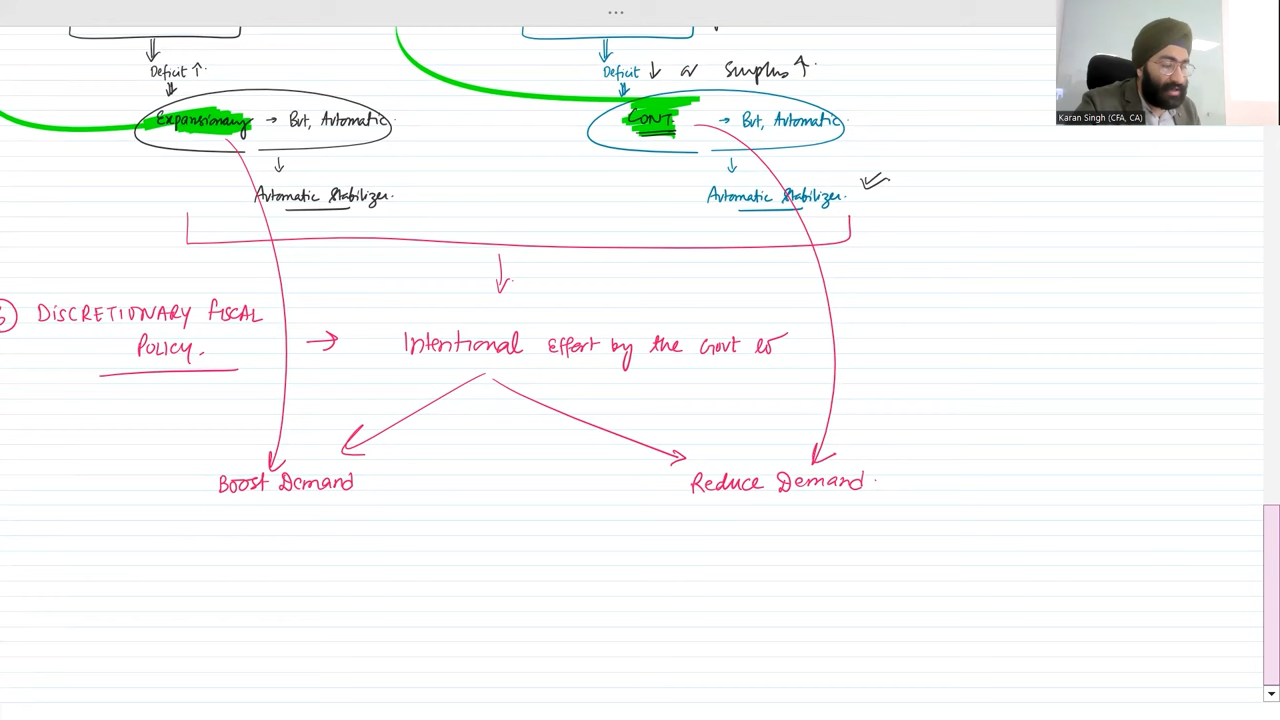 Karan Singh (CFA, CA)
Deficit ↑.
Deficit ↓ or Surplus ↑.
Expansionary → But, Automatic.
CONT → But, Automatic.
Automatic Stabilizer.
Automatic Stabilizer.
DISCRETIONARY FISCAL
POLICY.
→ Intentional Effort by the Govt to
Boost Demand
Reduce Demand.